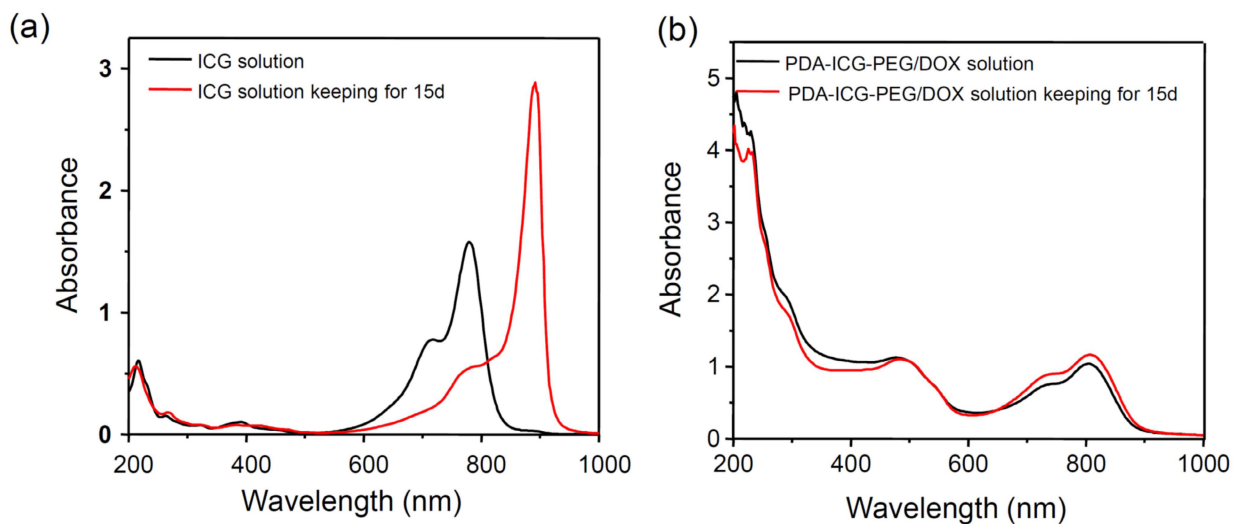 (a)
ICG solution
ICG solution keeping for 15d
3
2
1
0
Absorbance
200 400 600 800 1000
Wavelength (nm)
(b)
PDA-ICG-PEG/DOX solution
PDA-ICG-PEG/DOX solution keeping for 15d
5
4
3
2
1
0
Absorbance
200 400 600 800 1000
Wavelength (nm)